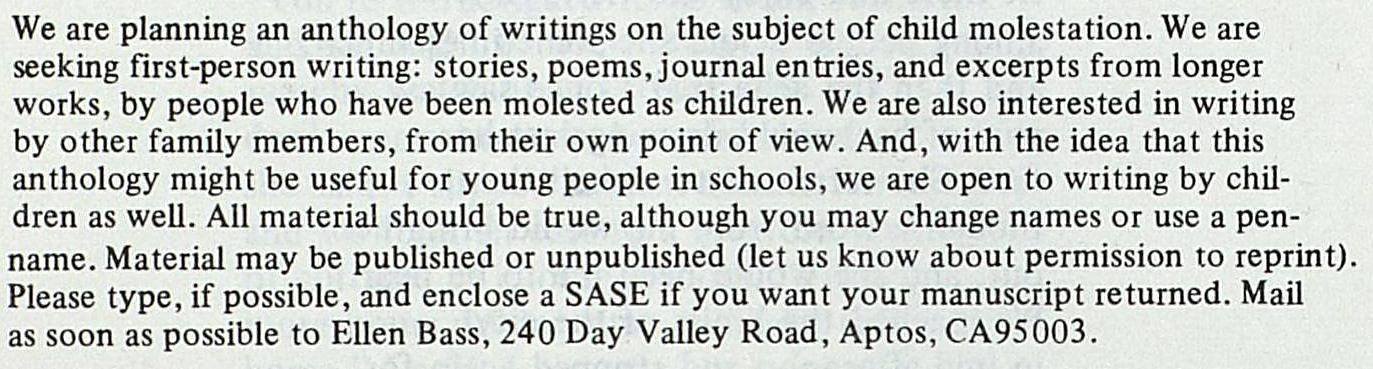 We are planning an anthology of writings on the subject of child molestation. We are
seeking first-person writing: stories, poems, journal entries, and excerpts from longer
works, by people who have been molested as children. We are also interested in writing
by other family members, from their own point of view. And, with the idea that this
anthology might be useful for young people in schools, we are open to writing by chil-
dren as well. All material should be true, although you may change names or use a pen-
name. Material may be published or unpublished (let us know about permission to reprint).
Please type, if possible, and enclose a SASE if you want your manuscript returned. Mail
as soon as possible to Ellen Bass, 240 Day Valley Road, Aptos, CA95003.